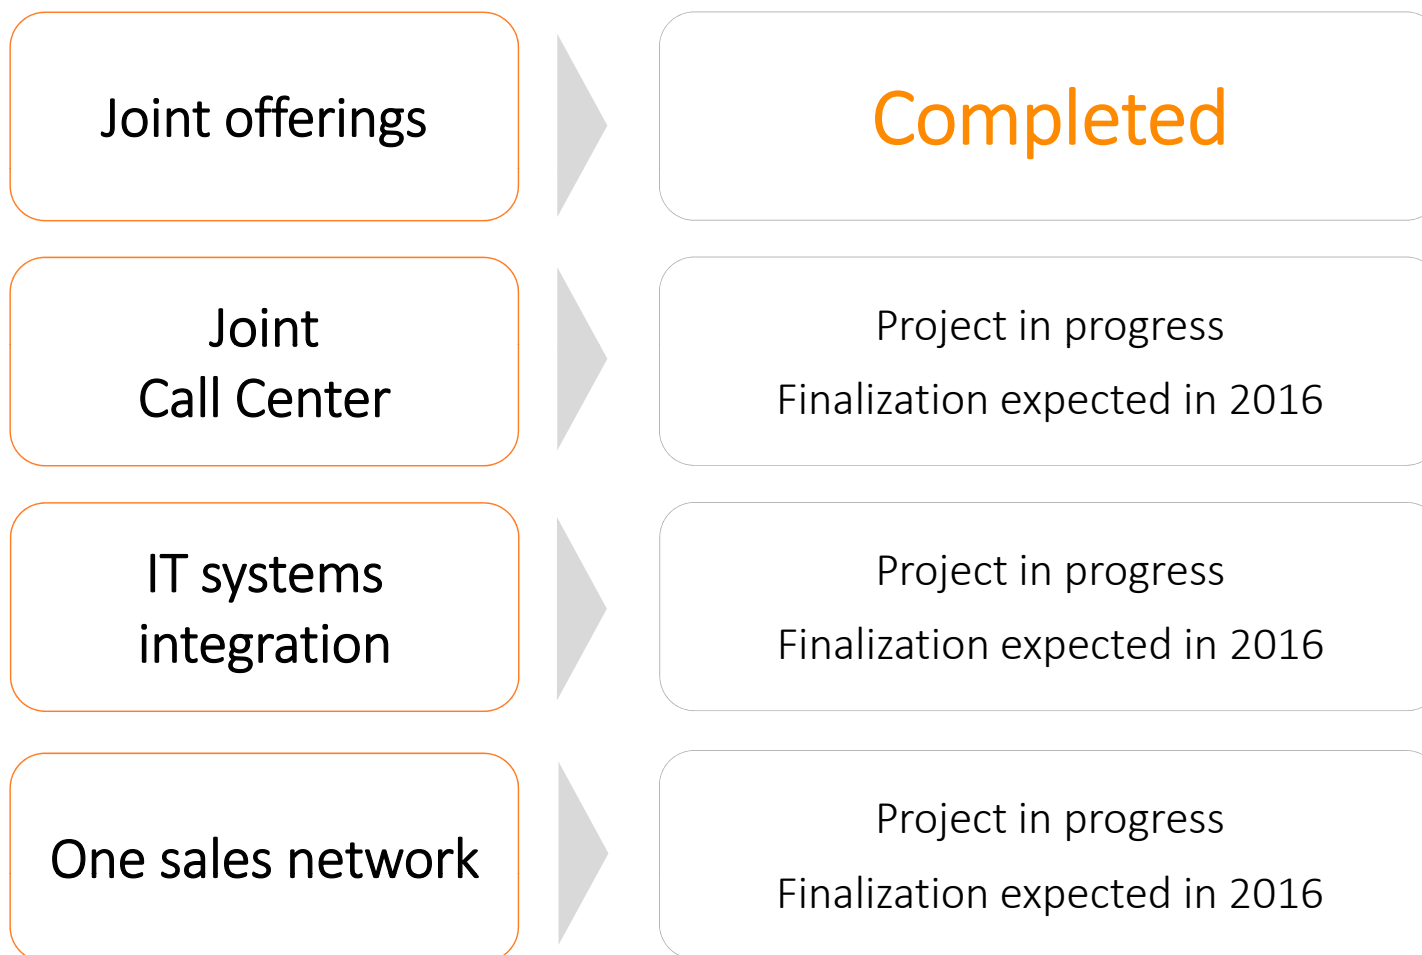 Joint offerings
Completed
Joint
Call Center
Project in progress
Finalization expected in 2016
IT systems
integration
Project in progress
Finalization expected in 2016
One sales network
Project in progress
Finalization expected in 2016